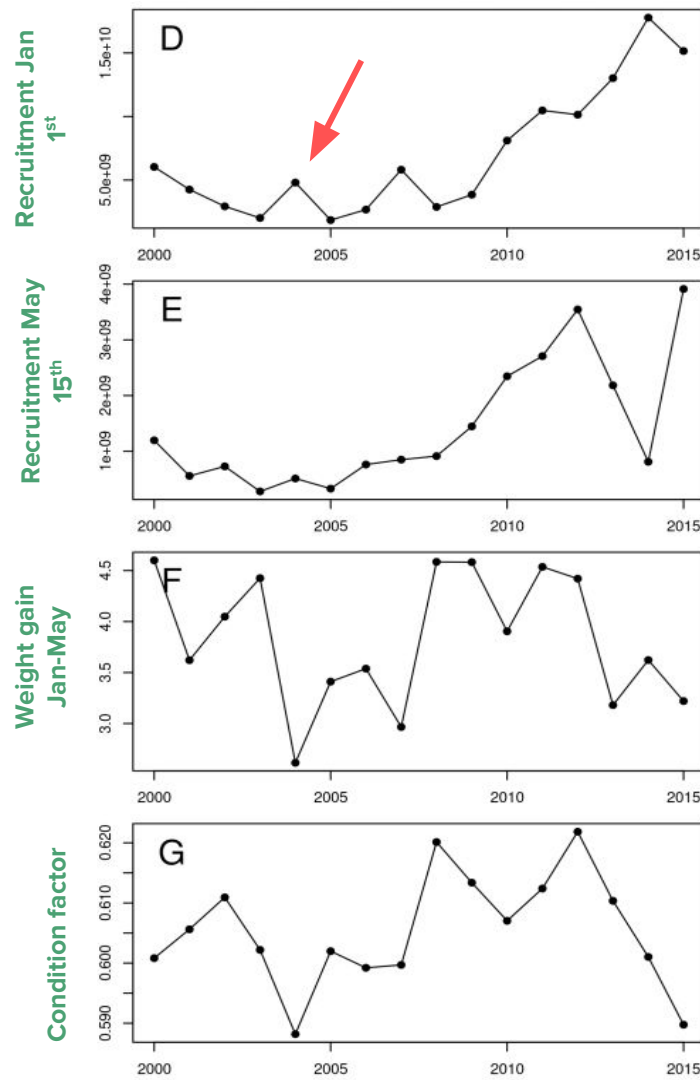 Recruitment Jan
1st
D
1.5e+10
5.0e+09
2000 2005 2010 2015
Recruitment May
15th
E
4e+09
3e+09
2e+09
1e+09
2000 2005 2010 2015
Weight gain
Jan-May
F
4.5
4.0
3.5
3.0
2000 2005 2010 2015
Condition factor
G
0.620
0.610
0.600
0.590
2000 2005 2010 2015